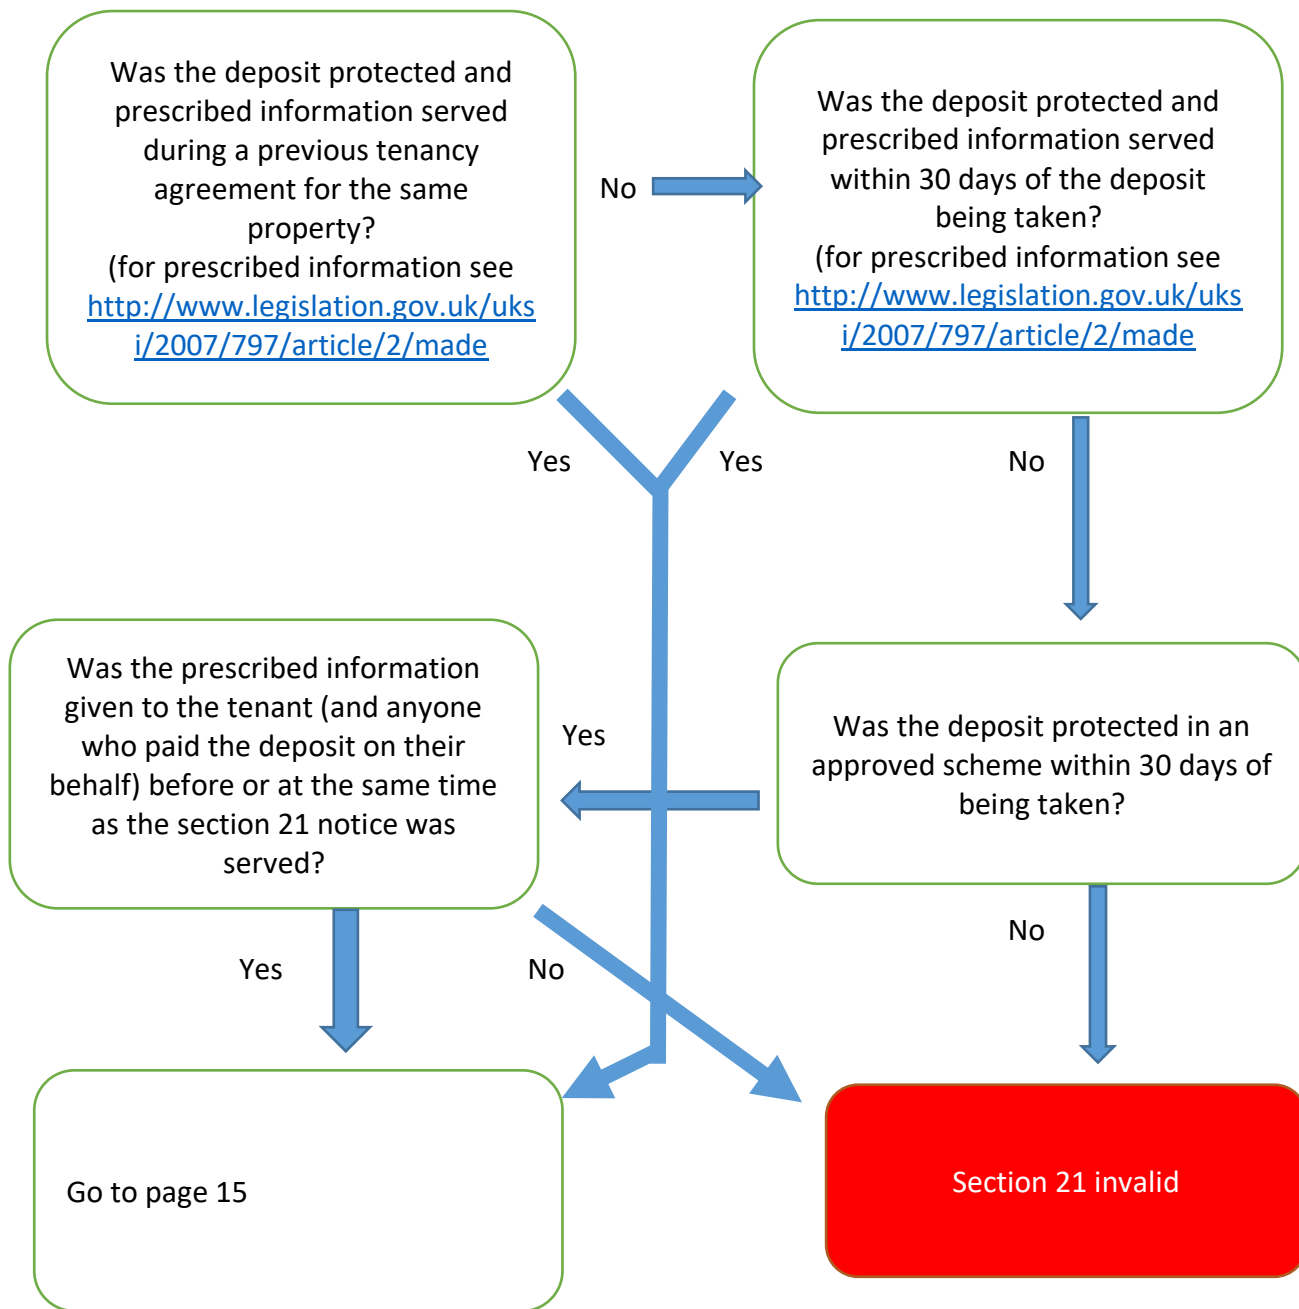 Was the deposit protected and
prescribed information served
during a previous tenancy
agreement for the same
property?
(for prescribed information see
http://www.legislation.gov.uk/uks
i/2007/797/article/2/made
No
Was the deposit protected and
prescribed information served
within 30 days of the deposit
being taken?
(for prescribed information see
http://www.legislation.gov.uk/uks
i/2007/797/article/2/made
Yes
Yes
No
Was the prescribed information
given to the tenant (and anyone
who paid the deposit on their
behalf) before or at the same time
as the section 21 notice was
served?
Yes
Was the deposit protected in an
approved scheme within 30 days of
being taken?
Yes
No
No
Go to page 15
Section 21 invalid